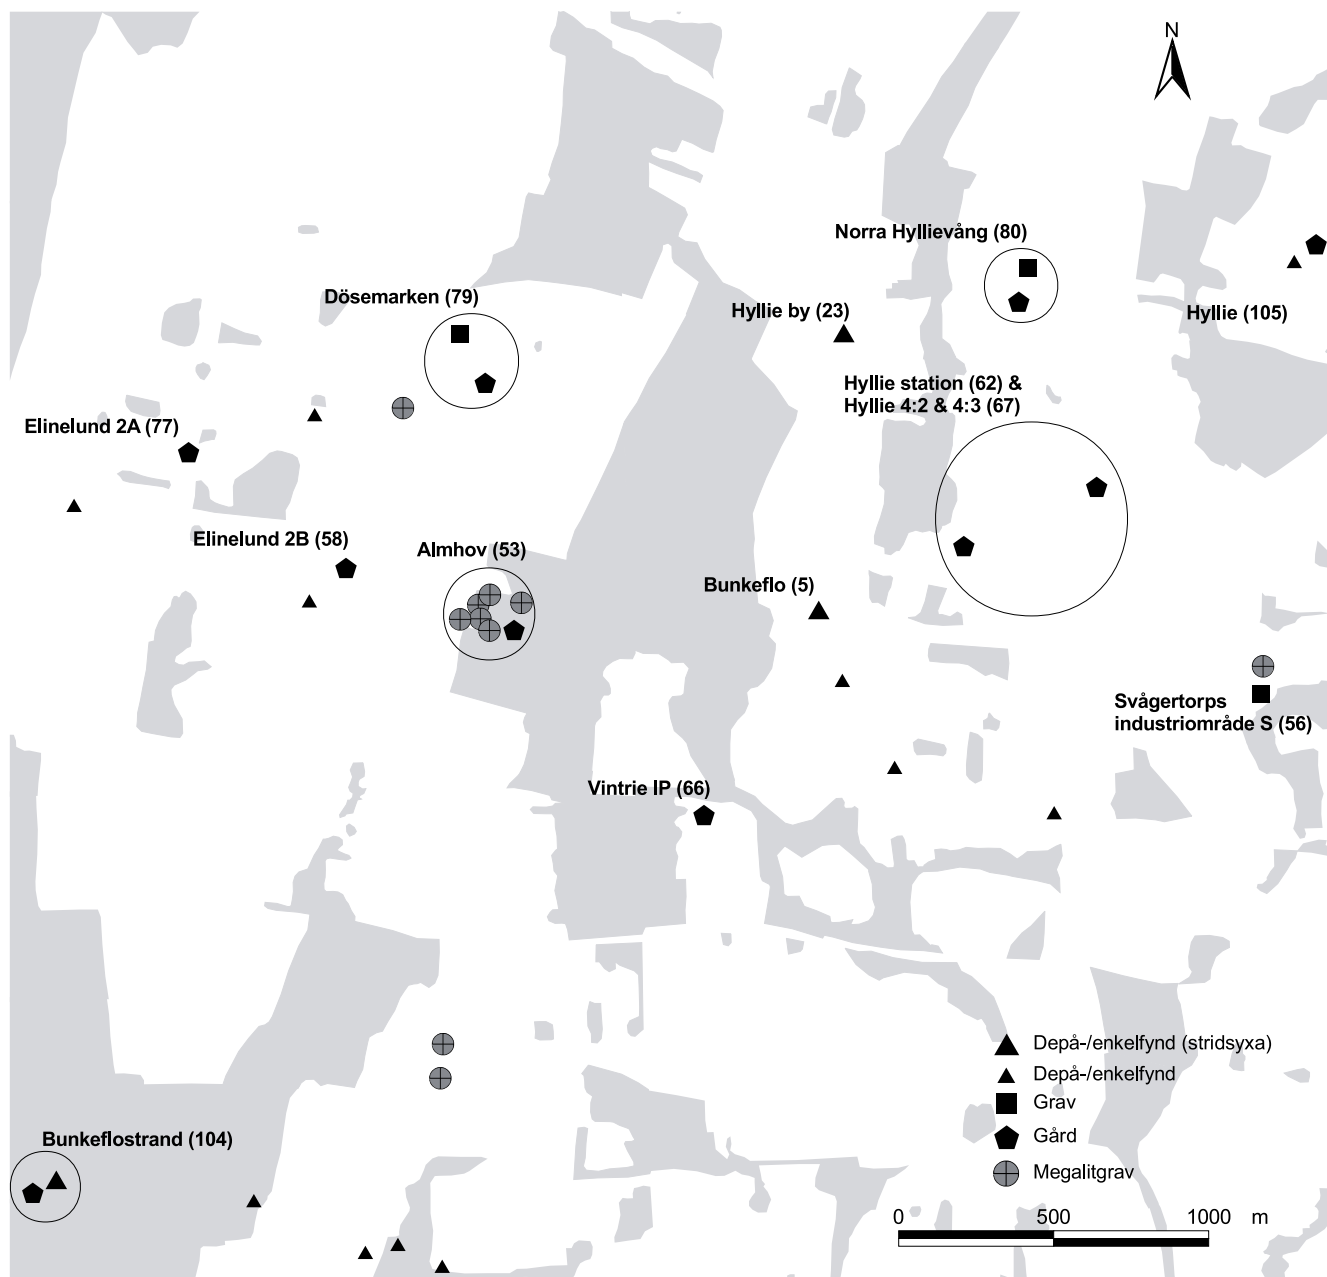 N
Norra Hyllievång (80)
Dösemarken (79)
Hyllie by (23)
Hyllie (105)
Hyllie station (62) &
Hyllie 4:2 & 4:3 (67)
Elinelund 2A (77)
Elinelund 2B (58)
Almhov (53)
Bunkeflo (5)
Svågertorps
industriområde S (56)
Vintrie IP (66)
Depå-/enkelfynd (stridsyxa)
Depå-/enkelfynd
Grav
Gård
Megalitgrav
Bunkeflostrand (104)
0 500 1000 m